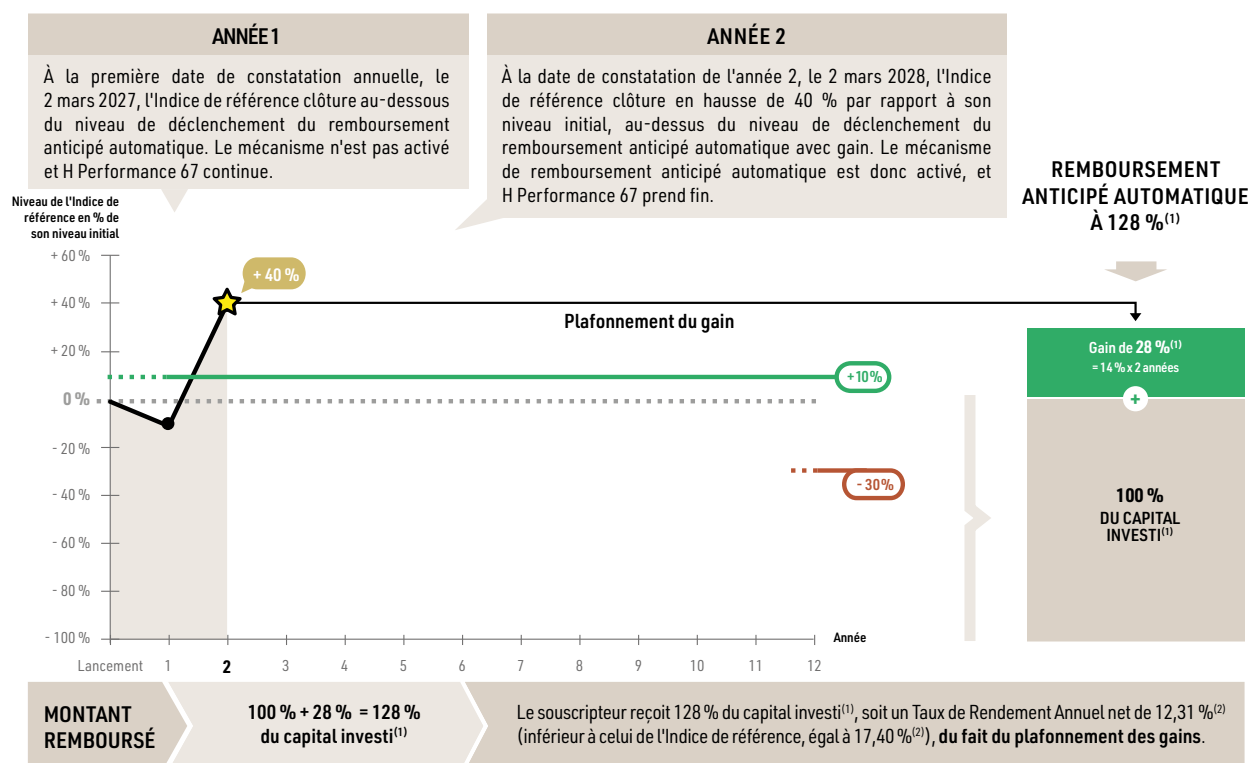 ANNÉE 1
À la première date de constatation annuelle, le
2 mars 2027, l'Indice de référence clôture au-dessous
du niveau de déclenchement du remboursement
anticipé automatique. Le mécanisme n'est pas activé
et H Performance 67 continue.
ANNÉE 2
À la date de constatation de l'année 2, le 2 mars 2028, l'Indice
de référence clôture en hausse de 40 % par rapport à son
niveau initial, au-dessus du niveau de déclenchement du
remboursement anticipé automatique avec gain. Le mécanisme
de remboursement anticipé automatique est donc activé, et
H Performance 67 prend fin.
REMBOURSEMENT
ANTICIPÉ AUTOMATIQUE
À 128 %(1)
Niveau de l'Indice de
référence en % de
son niveau initial
+ 60 %
+ 40 %
+ 20 %
0 %
- 20 %
- 40 %
- 60 %
- 80 %
- 100 %
+ 40 %
Plafonnement du gain
+10%
- 30%
Gain de 28 %(1)
= 14 % x 2 années
+
100 %
DU CAPITAL
INVESTI(1)
Année
Lancement 1 2 3 4 5 6 7 8 9 10 11 12
MONTANT
REMBOURSÉ
100 % + 28 % = 128 %
du capital investi(1)
Le souscripteur reçoit 128 % du capital investi(1), soit un Taux de Rendement Annuel net de 12,31 %(2)
(inférieur à celui de l'Indice de référence, égal à 17,40 %(2)), du fait du plafonnement des gains.